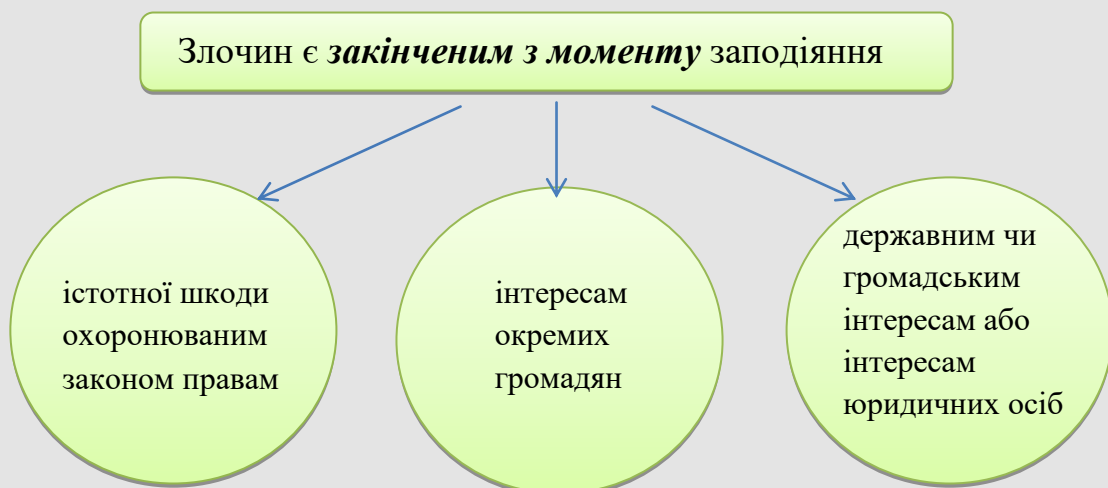 Злочин є закінченим з моменту заподіяння
істотної шкоди
охоронюваним
законом правам
інтересам
окремих
громадян
державним чи
громадським
інтересам або
інтересам
юридичних осіб